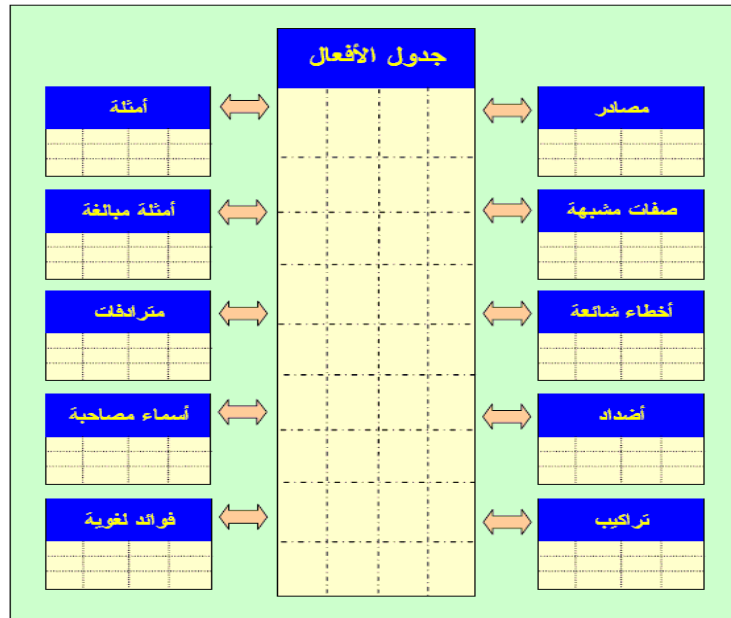 جدول الأفعال
مصادر
أمثلة
صفات مشبهة
أمثلة مبالغة
أخطاء شائعة
مترادفات
أضداد
أسماء مصاحبة
تراكيب
فوائد لغوية